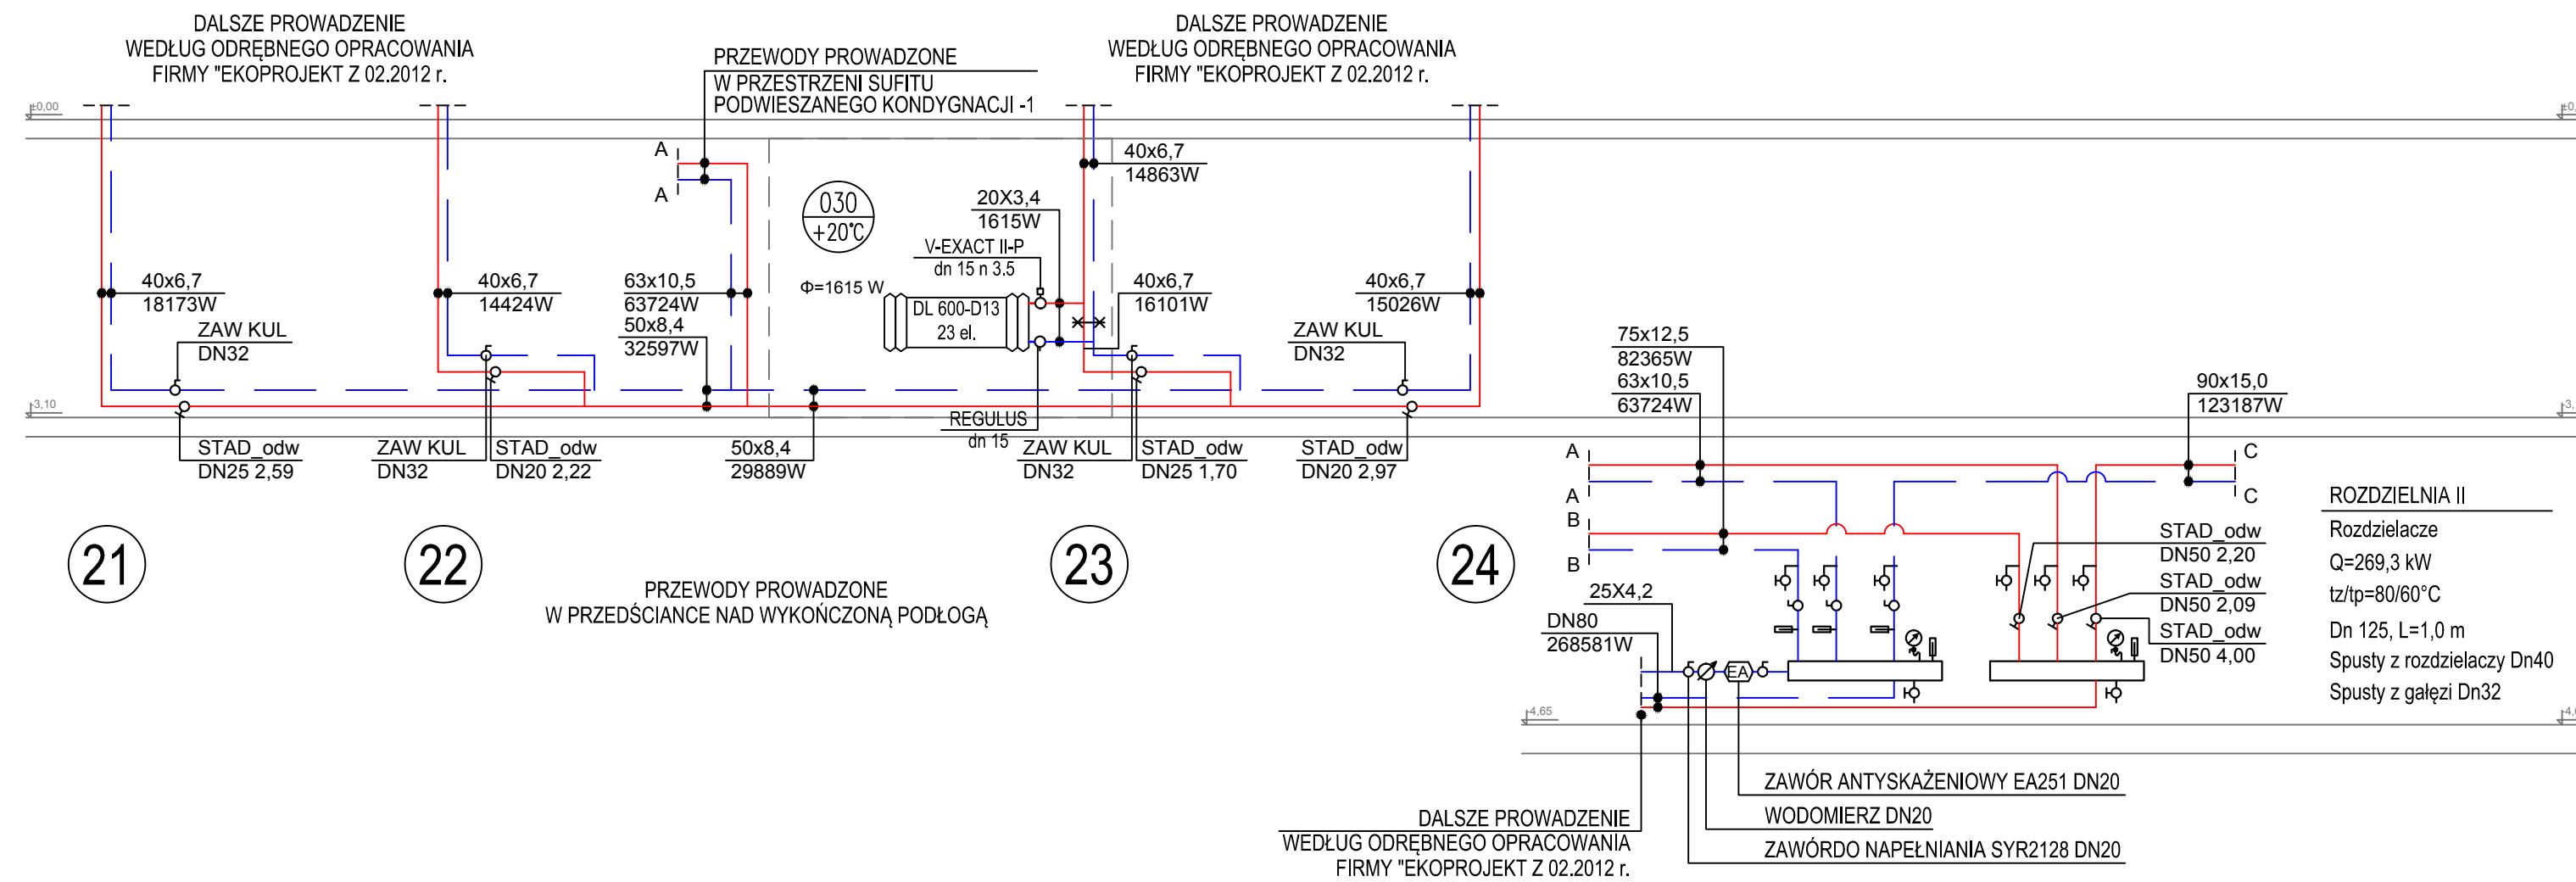 DALSZE PROWADZENIE
WEDŁUG ODRĘBNEGO OPRACOWANIA
FIRMY "EKOPROJEKT Z 02.2012 r.
PRZEWODY PROWADZONE
W PRZESTRZENI SUFITU
PODWIESZANEGO KONDYGNACJI -1
DALSZE PROWADZENIE
WEDŁUG ODRĘBNEGO OPRACOWANIA
FIRMY "EKOPROJEKT Z 02.2012 r.
±0,00
A
A
030
+20°C
20X3,4
1615W
V-EXACT II-P
dn 15 n 3.5
Φ=1615 W
DL 600-D13
23 el.
REGULUS
dn 15
40x6,7
14863W
40x6,7
18173W
ZAW KUL
DN32
40x6,7
14424W
63x10,5
63724W
50x8,4
32597W
40x6,7
16101W
40x6,7
15026W
ZAW KUL
DN32
-3,10
STAD_odw
DN25 2,59
ZAW KUL
DN32
STAD_odw
DN20 2,22
50x8,4
29889W
ZAW KUL
DN32
STAD_odw
DN25 1,70
STAD_odw
DN20 2,97
75x12,5
82365W
63x10,5
63724W
90x15,0
123187W
A
A
B
B
C
C
21
22
23
24
PRZEWODY PROWADZONE
W PRZEDŚCIANCE NAD WYKOŃCZONĄ PODŁOGĄ
25X4,2
DN80
268581W
EA
STAD_odw
DN50 2,20
STAD_odw
DN50 2,09
STAD_odw
DN50 4,00
ROZDZIELNIA II
Rozdzielacze
Q=269,3 kW
tz/tp=80/60°C
Dn 125, L=1,0 m
Spusty z rozdzielaczy Dn40
Spusty z gałęzi Dn32
-4,65
ZAWÓR ANTYSKAŻENIOWY EA251 DN20
WODOMIERZ DN20
ZAWÓRDO NAPEŁNIANIA SYR2128 DN20
DALSZE PROWADZENIE
WEDŁUG ODRĘBNEGO OPRACOWANIA
FIRMY "EKOPROJEKT Z 02.2012 r.